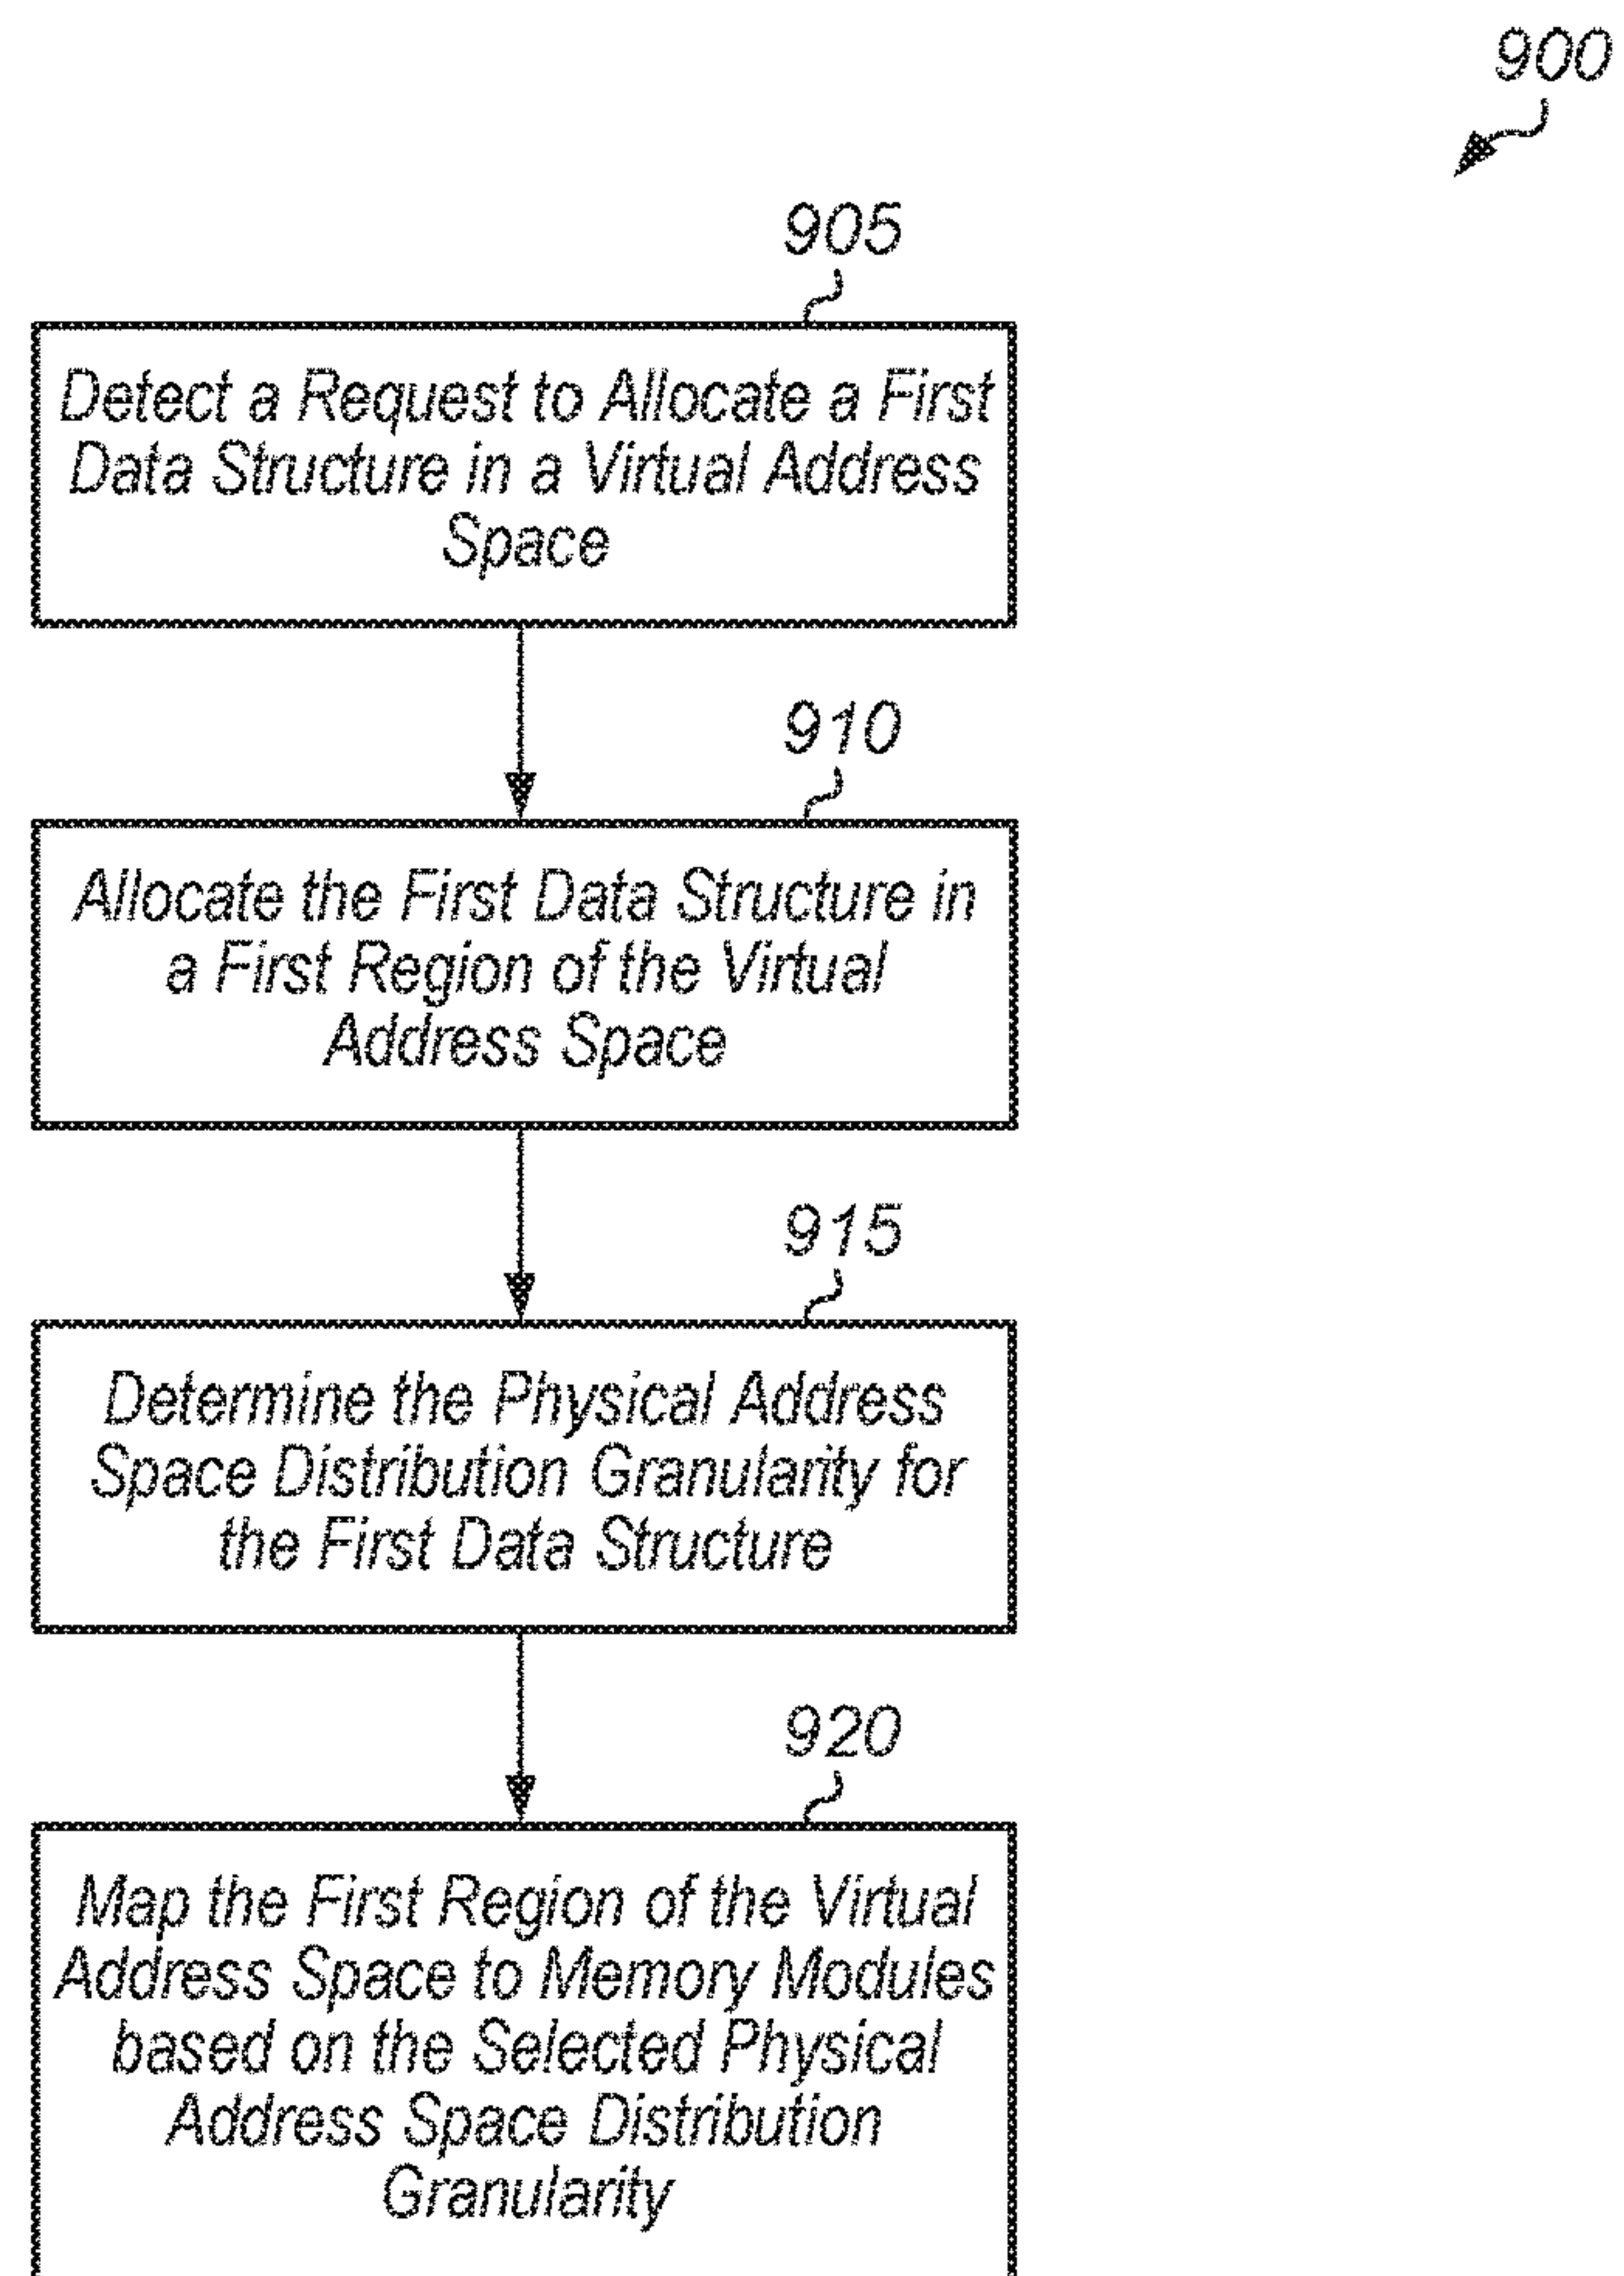 900
905
Detect a Request to Allocate a First
Data Structure in a Virtual Address
Space
910
Allocate the First Data Structure in
a First Region of the Virtual
Address Space
915
Determine the Physical Address
Space Distribution Granularity for
the First Data Structure
920
Map the First Region of the Virtual
Address Space to Memory Modules
based on the Selected Physical
Address Space Distribution
Granularity